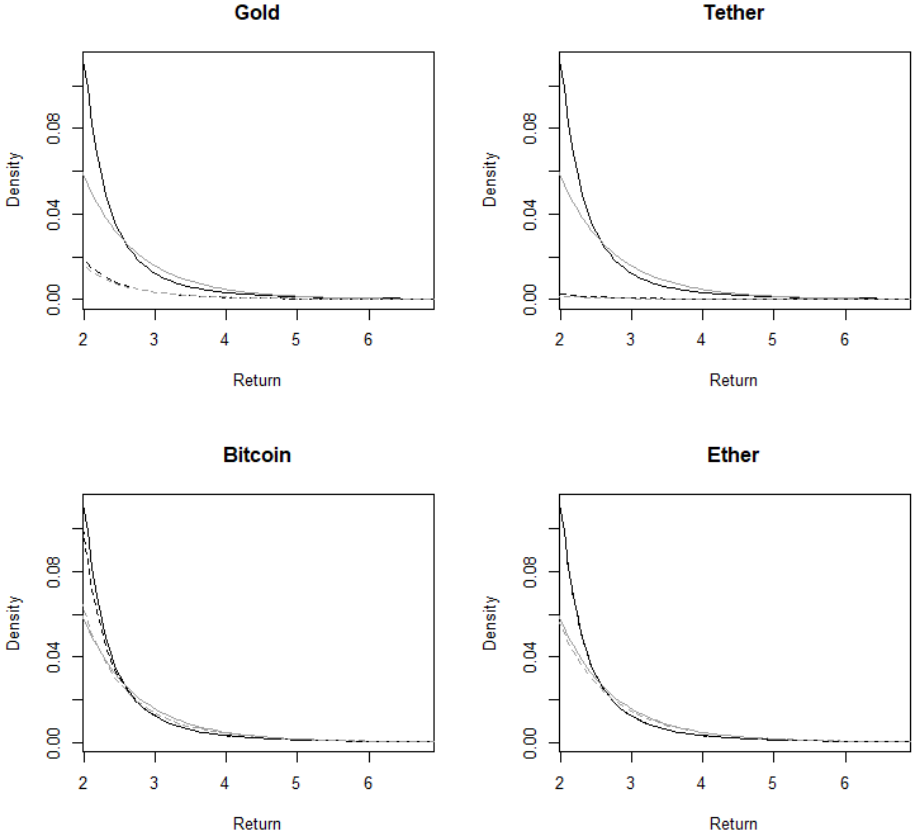 Gold
Tether
Density
0.00 0.04 0.08
2 3 4 5 6
Return
Density
0.00 0.04 0.08
2 3 4 5 6
Return
Bitcoin
Ether
Density
0.00 0.04 0.08
2 3 4 5 6
Return
Density
0.00 0.04 0.08
2 3 4 5 6
Return